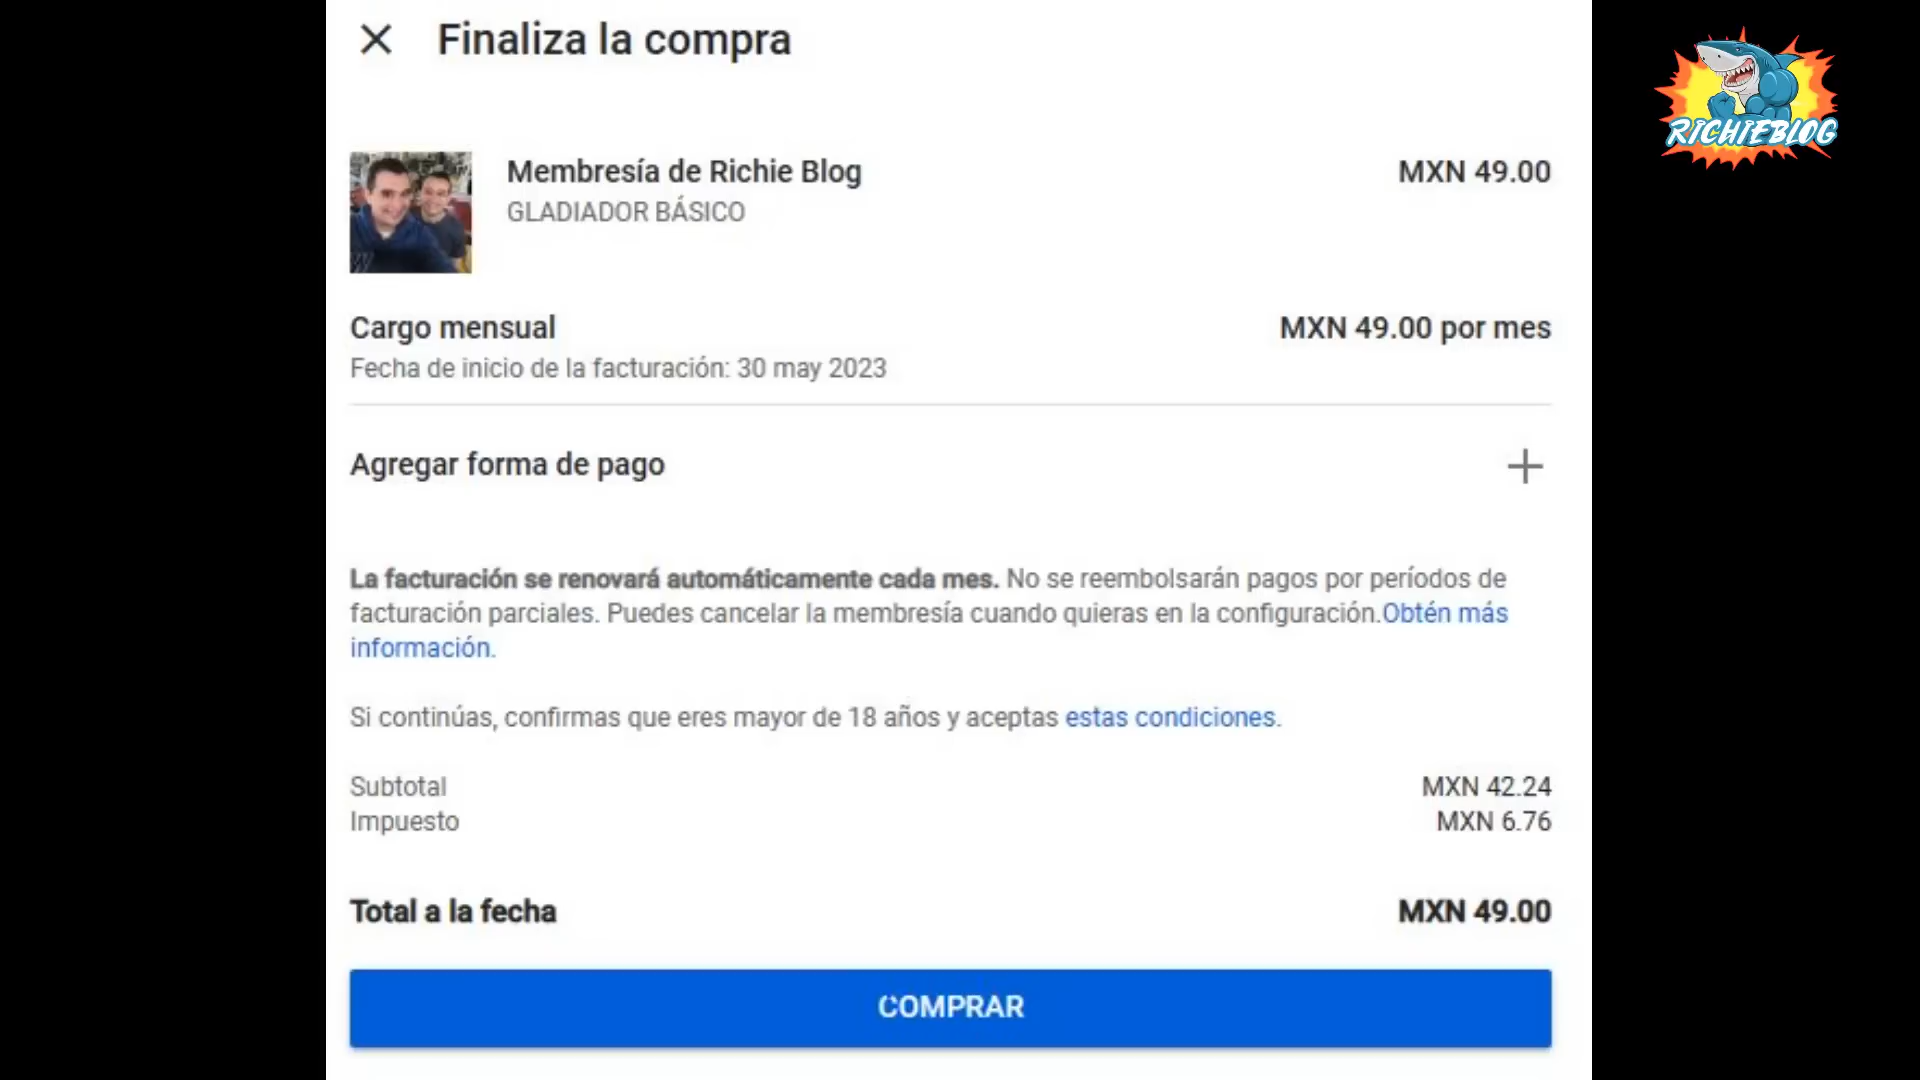 Finaliza la compra
RICHIEBLOG
Membresía de Richie Blog
MXN 49.00
GLADIADOR BÁSICO
Cargo mensual
MXN 49.00 por mes
Fecha de inicio de la facturación: 30 may 2023
Agregar forma de pago
La facturación se renovará automáticamente cada mes. No se reembolsarán pagos por períodos de
facturación parciales. Puedes cancelar la membresía cuando quieras en la configuración.Obtén más
información.
Si continúas, confirmas que eres mayor de 18 años y aceptas estas condiciones.
Subtotal
MXN 42.24
Impuesto
MXN 6.76
Total a la fecha
MXN 49.00
COMPRAR